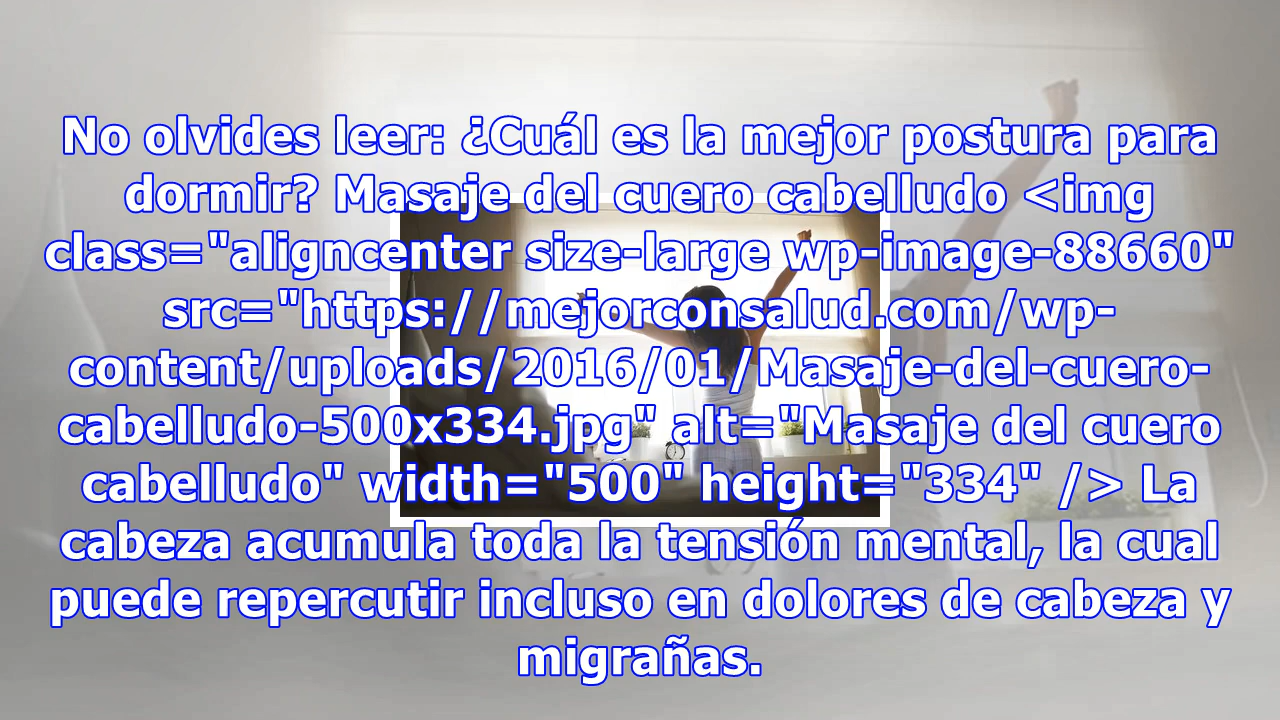 No olvides leer: ¿Cuál es la mejor postura para
dormir? Masaje del cuero cabelludo <img
class="aligncenter size-large wp-image-88660"
src="https://mejorconsalud.com/wp-
content/uploads/2016/01/Masaje-del-cuero-
cabelludo-500x334.jpg" alt="Masaje del cuero
cabelludo" width="500" height="334" /> La
cabeza acumula toda la tensión mental, la cual
puede repercutir incluso en dolores de cabeza y
migrañas.